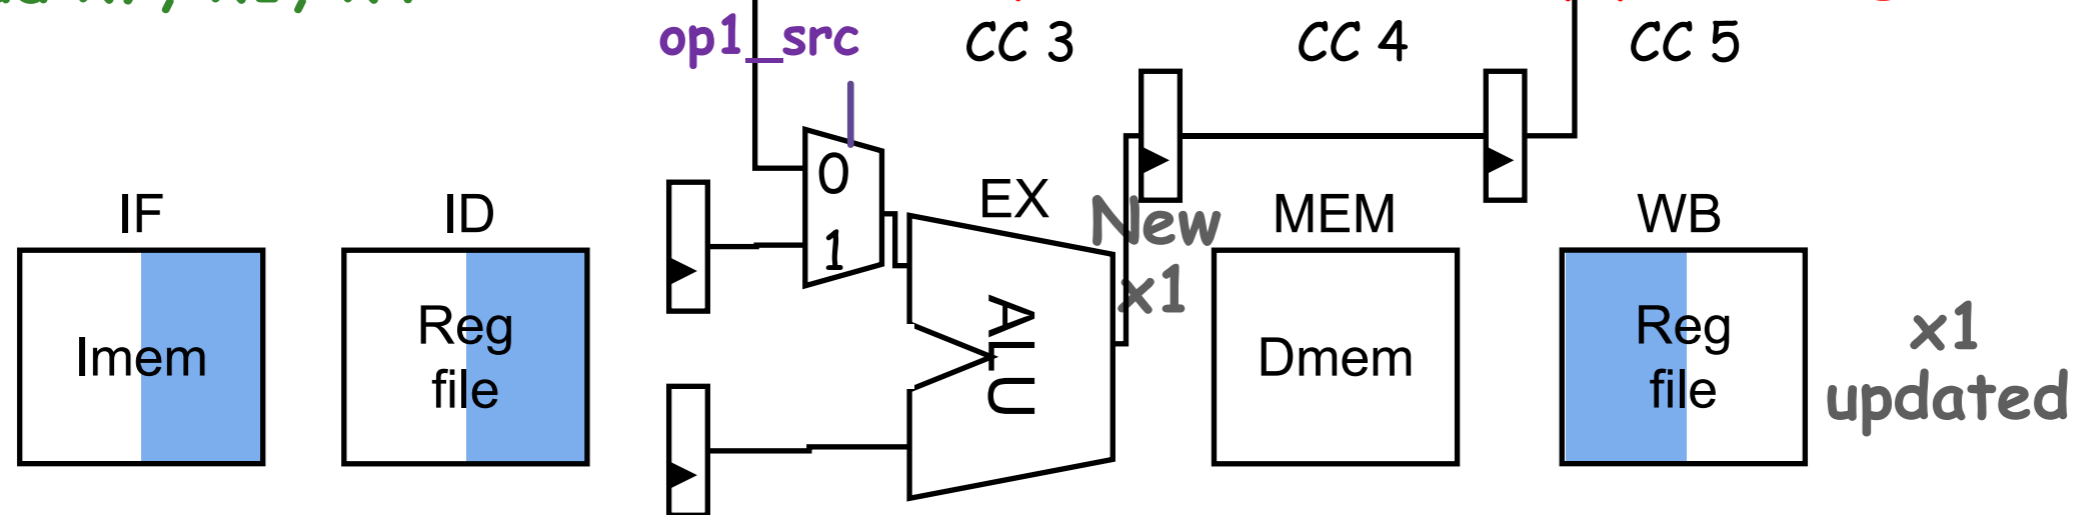 op1_src
CC 3
CC 4
CC 5
0
1
IF
ID
EX
New
x1
MEM
WB
Imem
Reg
file
ALU
Dmem
Reg
file
x1
updated